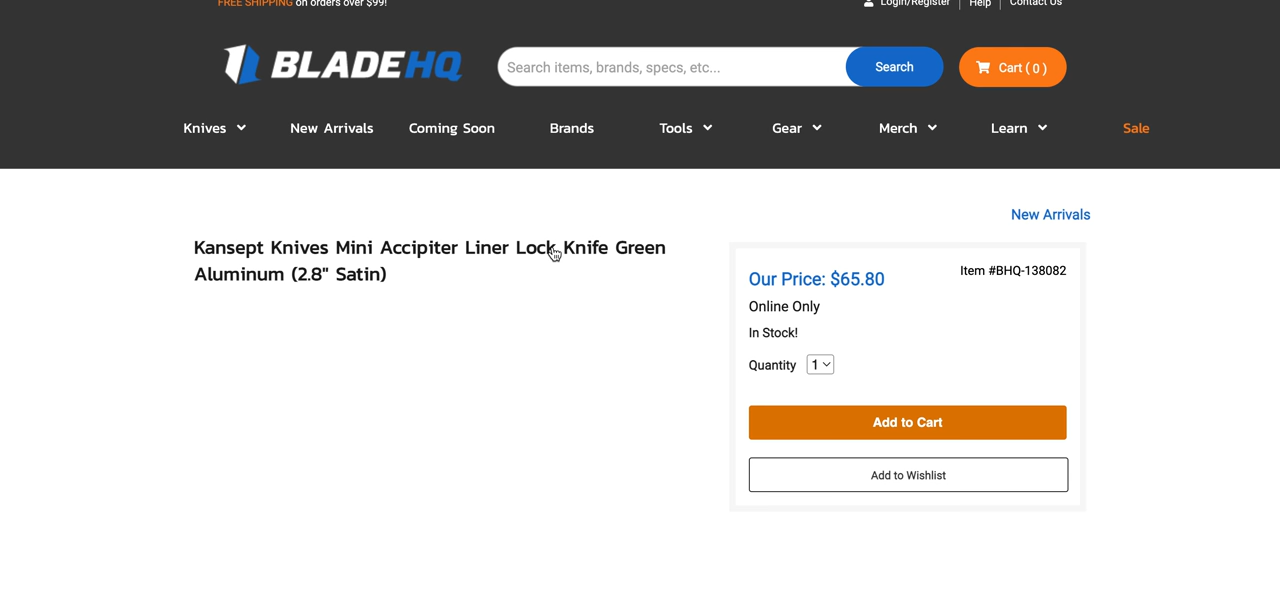 FREE SHIPPING on orders over $99!
Login/Register Help Contact Us
BLADEHQ
Search items, brands, specs, etc...
Search
Cart ( 0 )
Knives New Arrivals Coming Soon Brands Tools Gear Merch Learn Sale
New Arrivals
Kansept Knives Mini Accipiter Liner Lock Knife Green
Aluminum (2.8" Satin)
Item #BHQ-138082
Our Price: $65.80
Online Only
In Stock!
Quantity 1
Add to Cart
Add to Wishlist